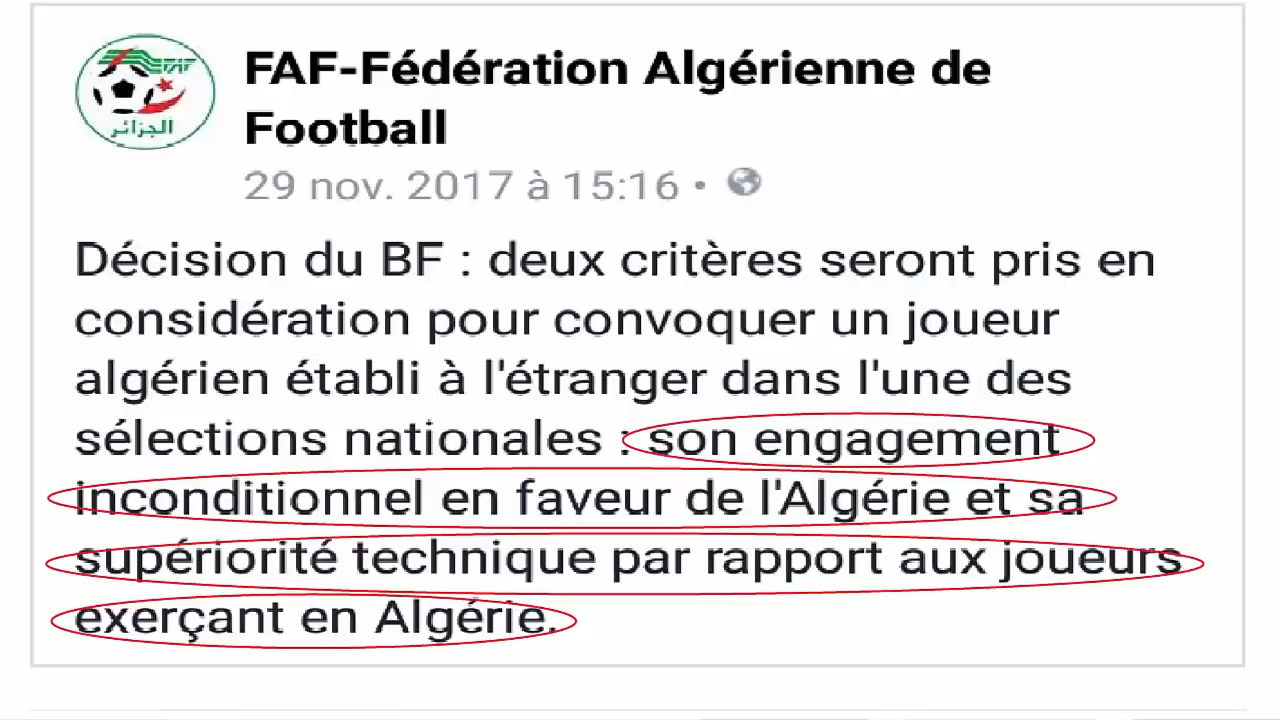 FAF
الجزائر
FAF-Fédération Algérienne de
Football
29 nov. 2017 à 15:16 •
Décision du BF : deux critères seront pris en
considération pour convoquer un joueur
algérien établi à l'étranger dans l'une des
sélections nationales : son engagement
inconditionnel en faveur de l'Algérie et sa
supériorité technique par rapport aux joueurs
exerçant en Algérie.